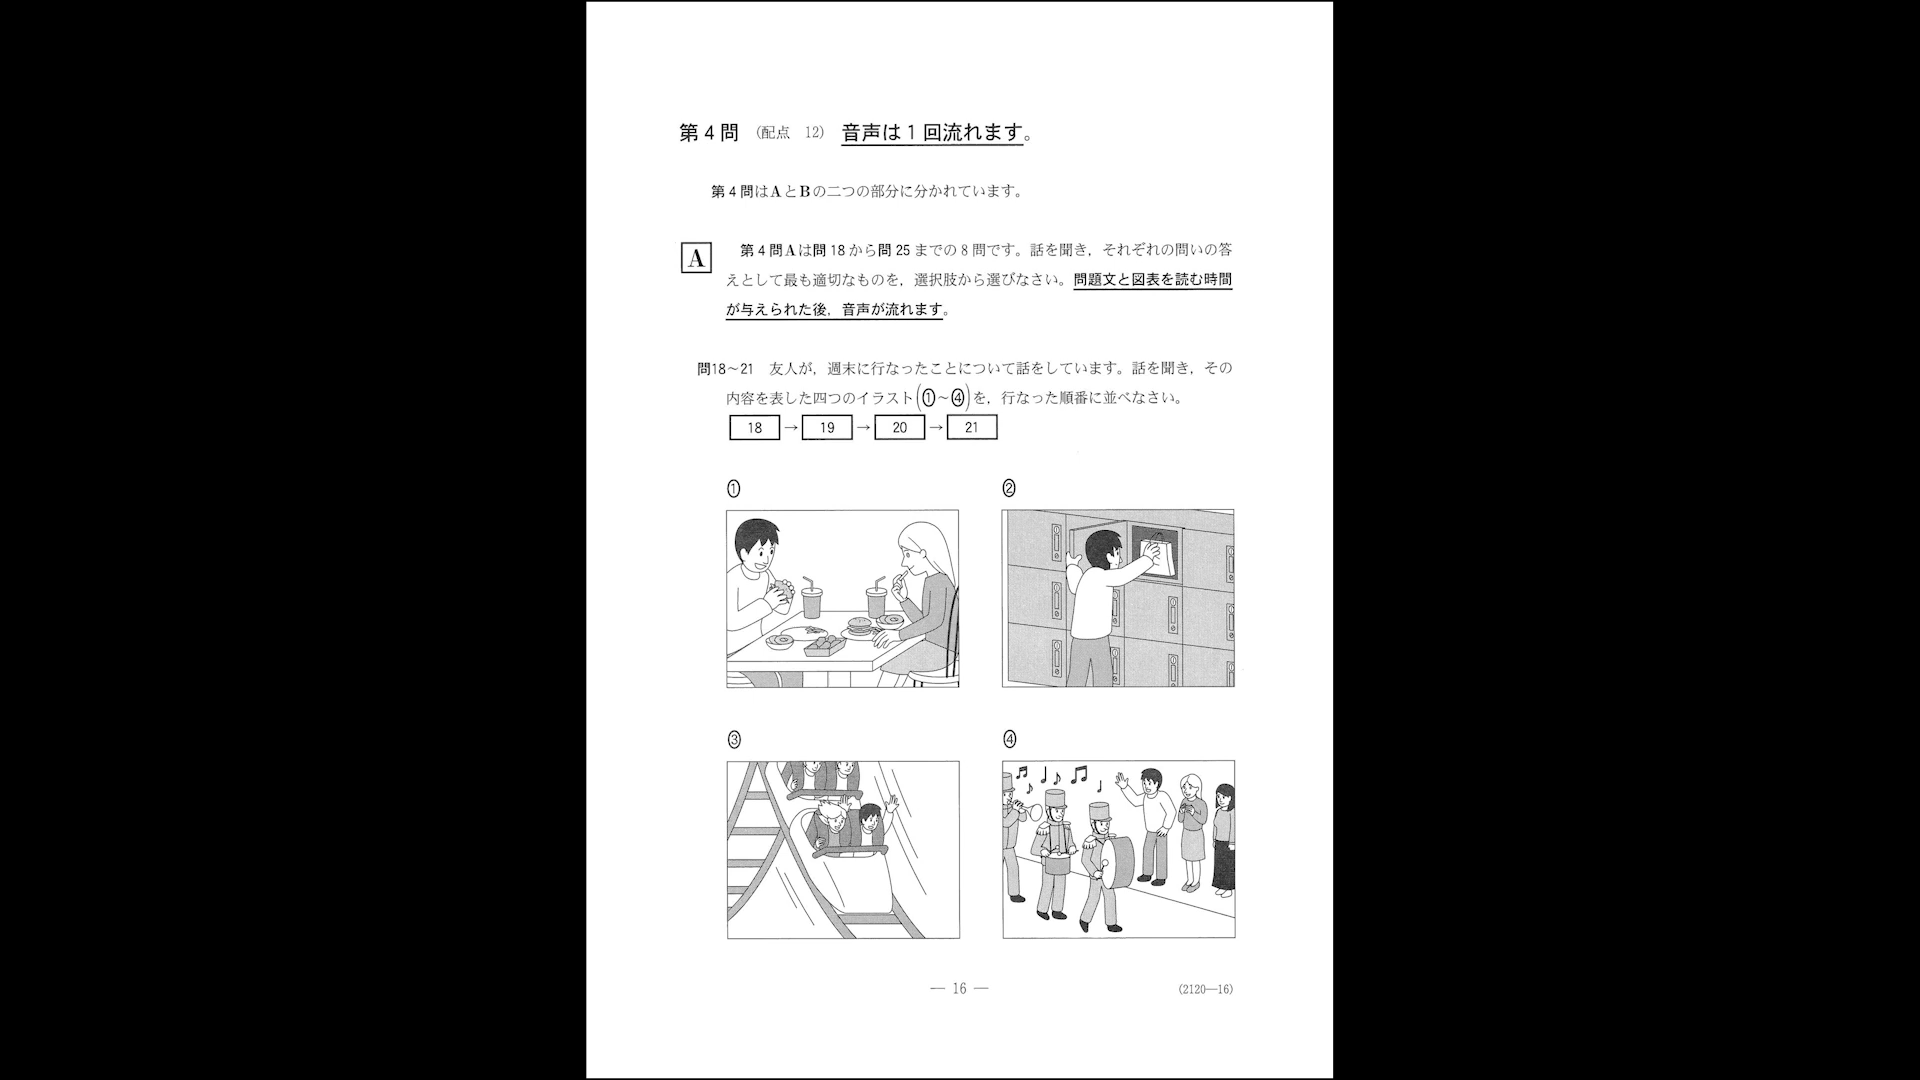 第4問 (配点 12) 音声は1回流れます。
第4問はAとBの二つの部分に分かれています。
A 第4問Aは問18から問25までの8問です。話を聞き,それぞれの問いの答
えとして最も適切なものを,選択肢から選びなさい。問題文と図表を読む時間
が与えられた後,音声が流れます。
問18~21 友人が,週末に行なったことについて話をしています。話を聞き,その
内容を表した四つのイラスト(①~④)を,行なった順番に並べなさい。
18 → 19 → 20 → 21
① ②
③ ④
— 16 — (2120—16)